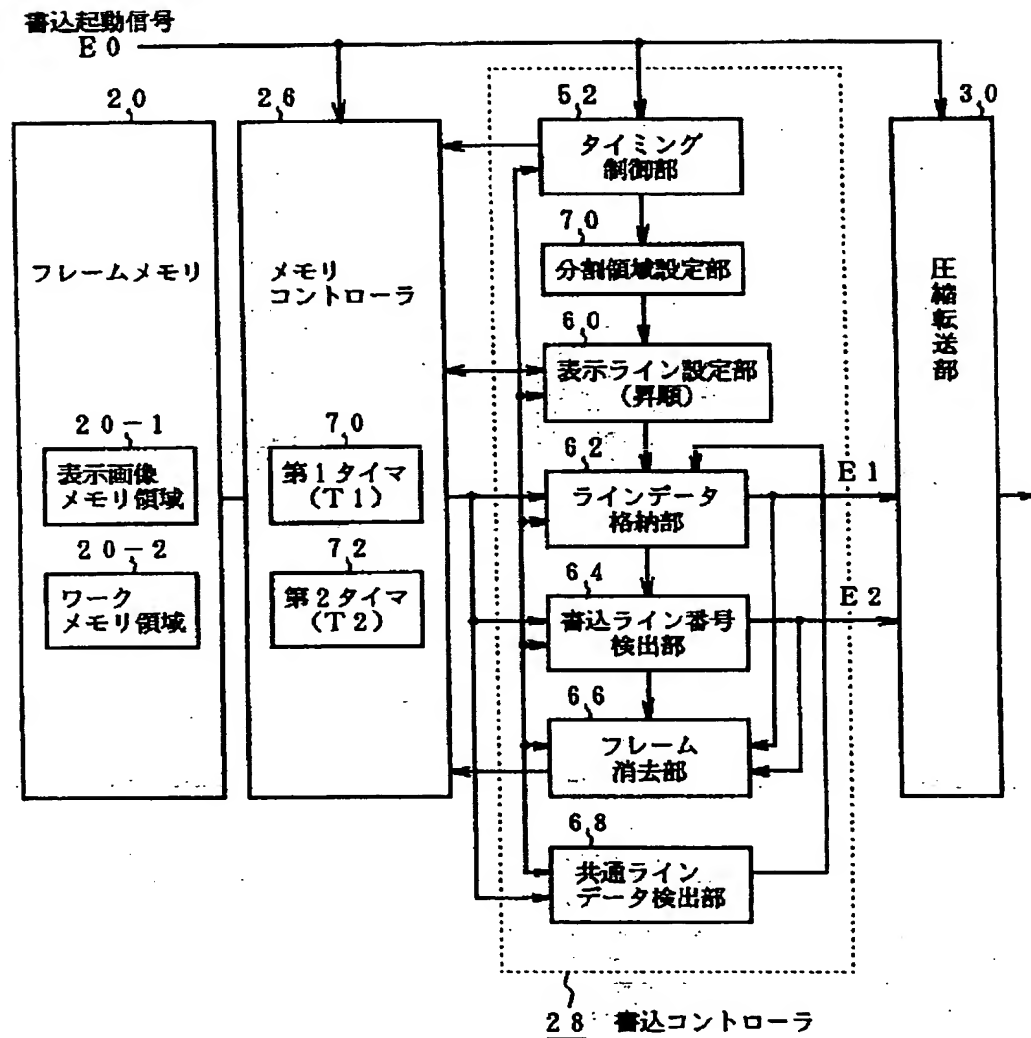 書込起動信号
E0
20
26
52
30
タイミング
制御部
70
分割領域設定部
フレームメモリ
メモリ
コントローラ
圧縮転送部
60
表示ライン設定部
(昇順)
20-1
表示画像
メモリ領域
70
第1タイマ
(T1)
62
ラインデータ
格納部
E1
20-2
ワーク
メモリ領域
72
第2タイマ
(T2)
64
書込ライン番号
検出部
E2
66
フレーム
消去部
68
共通ライン
データ検出部
28 書込コントローラ